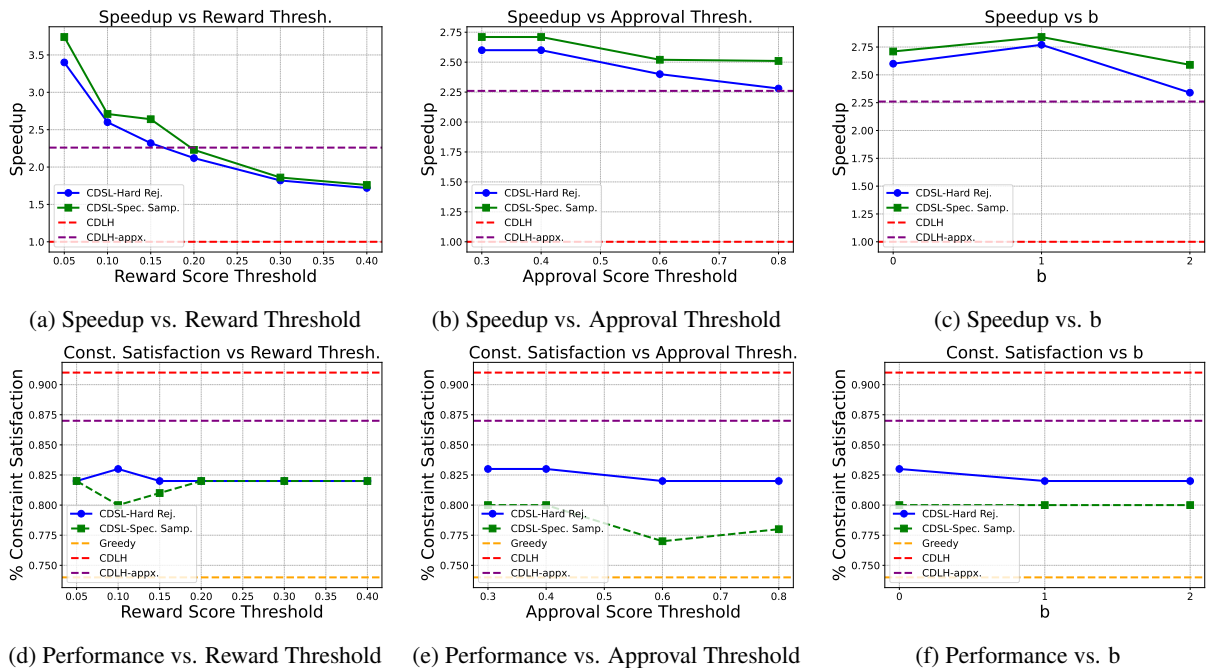 Speedup vs Reward Thresh.
Speedup
3.5
3.0
2.5
2.0
1.5
1.0
CDSL-Hard Rej.
CDSL-Spec. Samp.
CDLH
CDLH-appx.
0.05 0.10 0.15 0.20 0.25 0.30 0.35 0.40
Reward Score Threshold
(a) Speedup vs. Reward Threshold
Speedup vs Approval Thresh.
Speedup
2.75
2.50
2.25
2.00
1.75
1.50
1.25
1.00
CDSL-Hard Rej.
CDSL-Spec. Samp.
CDLH
CDLH-appx.
0.3 0.4 0.5 0.6 0.7 0.8
Approval Score Threshold
(b) Speedup vs. Approval Threshold
Speedup vs b
Speedup
2.75
2.50
2.25
2.00
1.75
1.50
1.25
1.00
CDSL-Hard Rej.
CDSL-Spec. Samp.
CDLH
CDLH-appx.
0 1 2
b
(c) Speedup vs. b
Const. Satisfaction vs Reward Thresh.
% Constraint Satisfaction
0.900
0.875
0.850
0.825
0.800
0.775
0.750
CDSL-Hard Rej.
CDSL-Spec. Samp.
Greedy
CDLH
CDLH-appx.
0.05 0.10 0.15 0.20 0.25 0.30 0.35 0.40
Reward Score Threshold
(d) Performance vs. Reward Threshold
Const. Satisfaction vs Approval Thresh.
% Constraint Satisfaction
0.900
0.875
0.850
0.825
0.800
0.775
0.750
CDSL-Hard Rej.
CDSL-Spec. Samp.
Greedy
CDLH
CDLH-appx.
0.3 0.4 0.5 0.6 0.7 0.8
Approval Score Threshold
(e) Performance vs. Approval Threshold
Const. Satisfaction vs b
% Constraint Satisfaction
0.900
0.875
0.850
0.825
0.800
0.775
0.750
CDSL-Hard Rej.
CDSL-Spec. Samp.
Greedy
CDLH
CDLH-appx.
0 1 2
b
(f) Performance vs. b